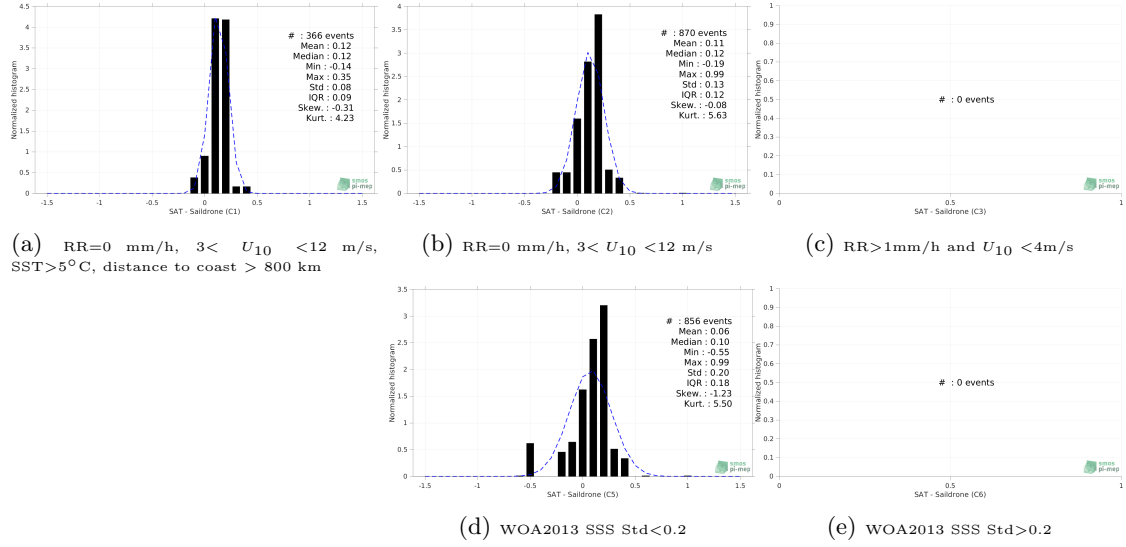 4.5
4
3.5
3
2.5
2
1.5
1
0.5
0
Normalized histogram
# : 366 events
Mean : 0.12
Median : 0.12
Min : -0.14
Max : 0.35
Std : 0.08
IQR : 0.09
Skew. : -0.31
Kurt. : 4.23
smos
pi-mep
-1.5 -1 -0.5 0 0.5 1 1.5
SAT - Saildrone (C1)
(a) RR=0 mm/h, 3< U10 <12 m/s,
SST>5°C, distance to coast > 800 km
4
3.5
3
2.5
2
1.5
1
0.5
0
Normalized histogram
# : 870 events
Mean : 0.11
Median : 0.12
Min : -0.19
Max : 0.99
Std : 0.13
IQR : 0.12
Skew. : -0.08
Kurt. : 5.63
smos
pi-mep
-1.5 -1 -0.5 0 0.5 1 1.5
SAT - Saildrone (C2)
(b) RR=0 mm/h, 3< U10 <12 m/s
1
0.9
0.8
0.7
0.6
0.5
0.4
0.3
0.2
0.1
0
Normalized histogram
# : 0 events
smos
pi-mep
0 1
SAT - Saildrone (C3)
(c) RR>1mm/h and U10 <4m/s
3.5
3
2.5
2
1.5
1
0.5
0
Normalized histogram
# : 856 events
Mean : 0.06
Median : 0.10
Min : -0.55
Max : 0.99
Std : 0.20
IQR : 0.18
Skew. : -1.23
Kurt. : 5.50
smos
pi-mep
-1.5 -1 -0.5 0 0.5 1 1.5
SAT - Saildrone (C5)
(d) WOA2013 SSS Std<0.2
1
0.9
0.8
0.7
0.6
0.5
0.4
0.3
0.2
0.1
0
Normalized histogram
# : 0 events
smos
pi-mep
0 1
SAT - Saildrone (C6)
(e) WOA2013 SSS Std>0.2